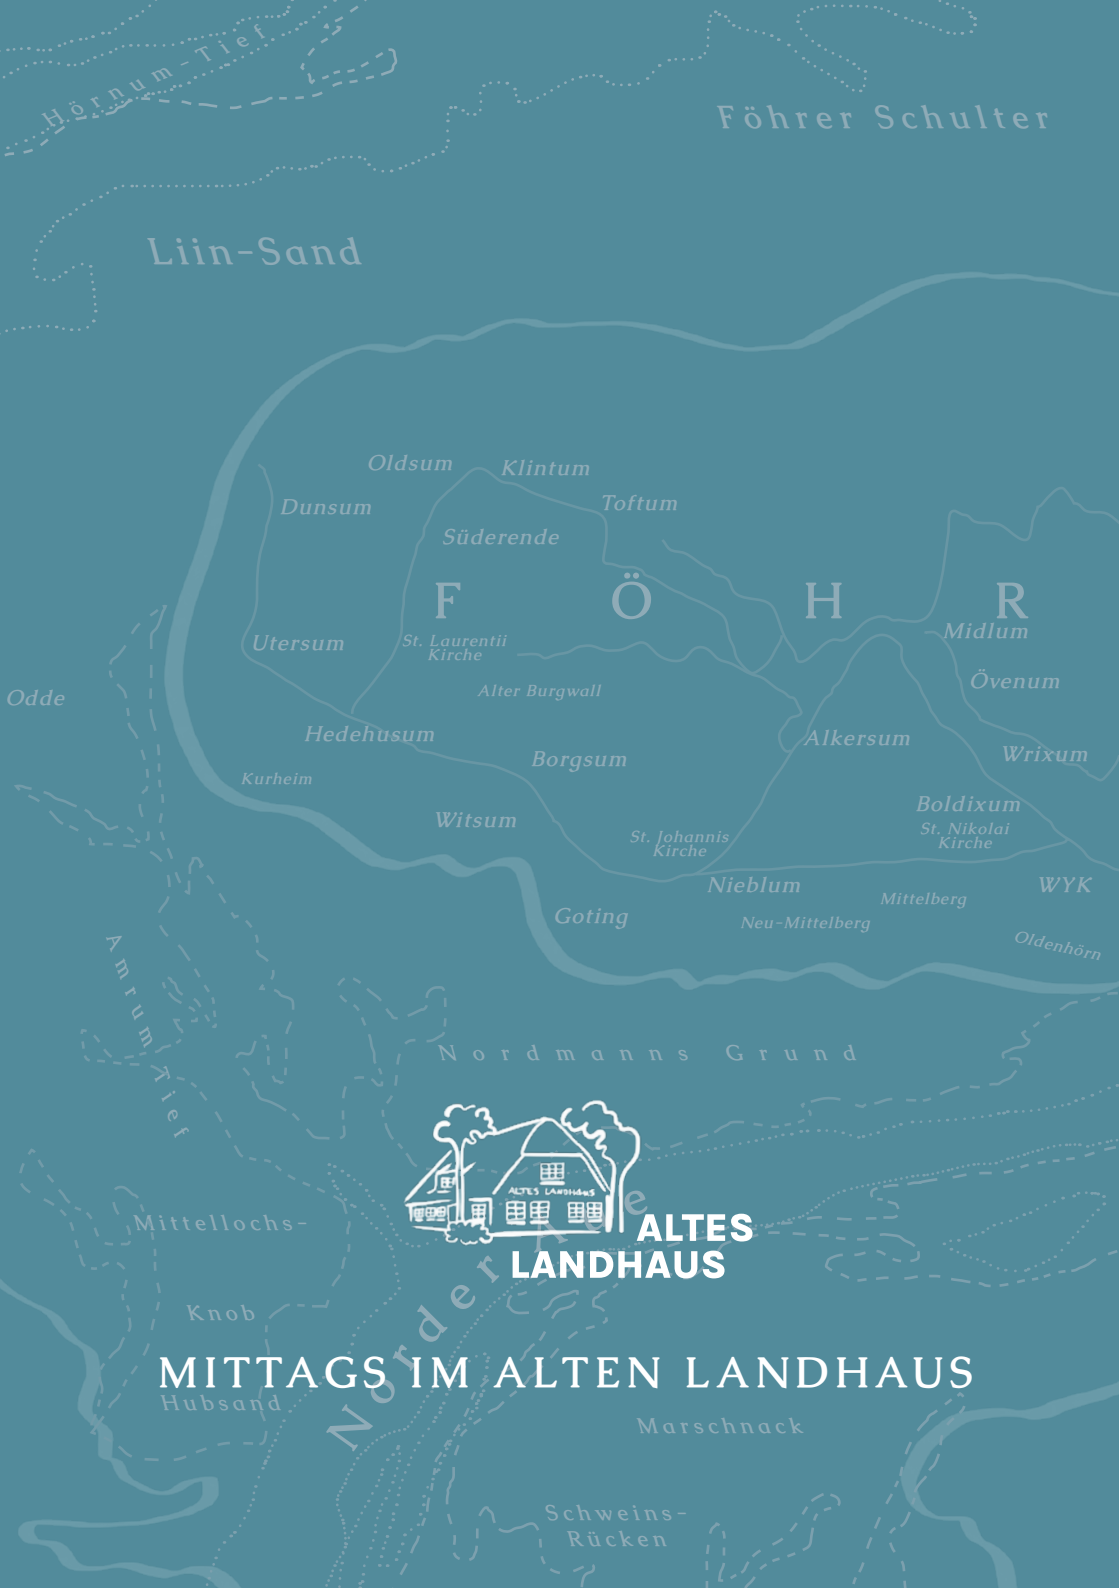 Hörnum-Tief
Föhrer Schulter
Liin-Sand
Oldsum
Klintum
Dunsum
Toftum
Süderende
FÖHR
Midlum
Utersum
St. Laurentii
Kirche
Övenum
Odde
Alter Burgwall
Hedehusum
Alkersum
Borgsum
Wrixum
Kurheim
Boldixum
Witsum
St. Nikolai
Kirche
St. Johannis
Kirche
Nieblum
WYK
Mittelberg
Goting
Neu-Mittelberg
Oldenhörn
Amrum Tief
Nordmanns Grund
ALTES LANDHAUS
ALTES
LANDHAUS
Mittellochs-
Knob
Norder Aue
MITTAGS IM ALTEN LANDHAUS
Hubsand
Marschnack
Schweins-
Rücken